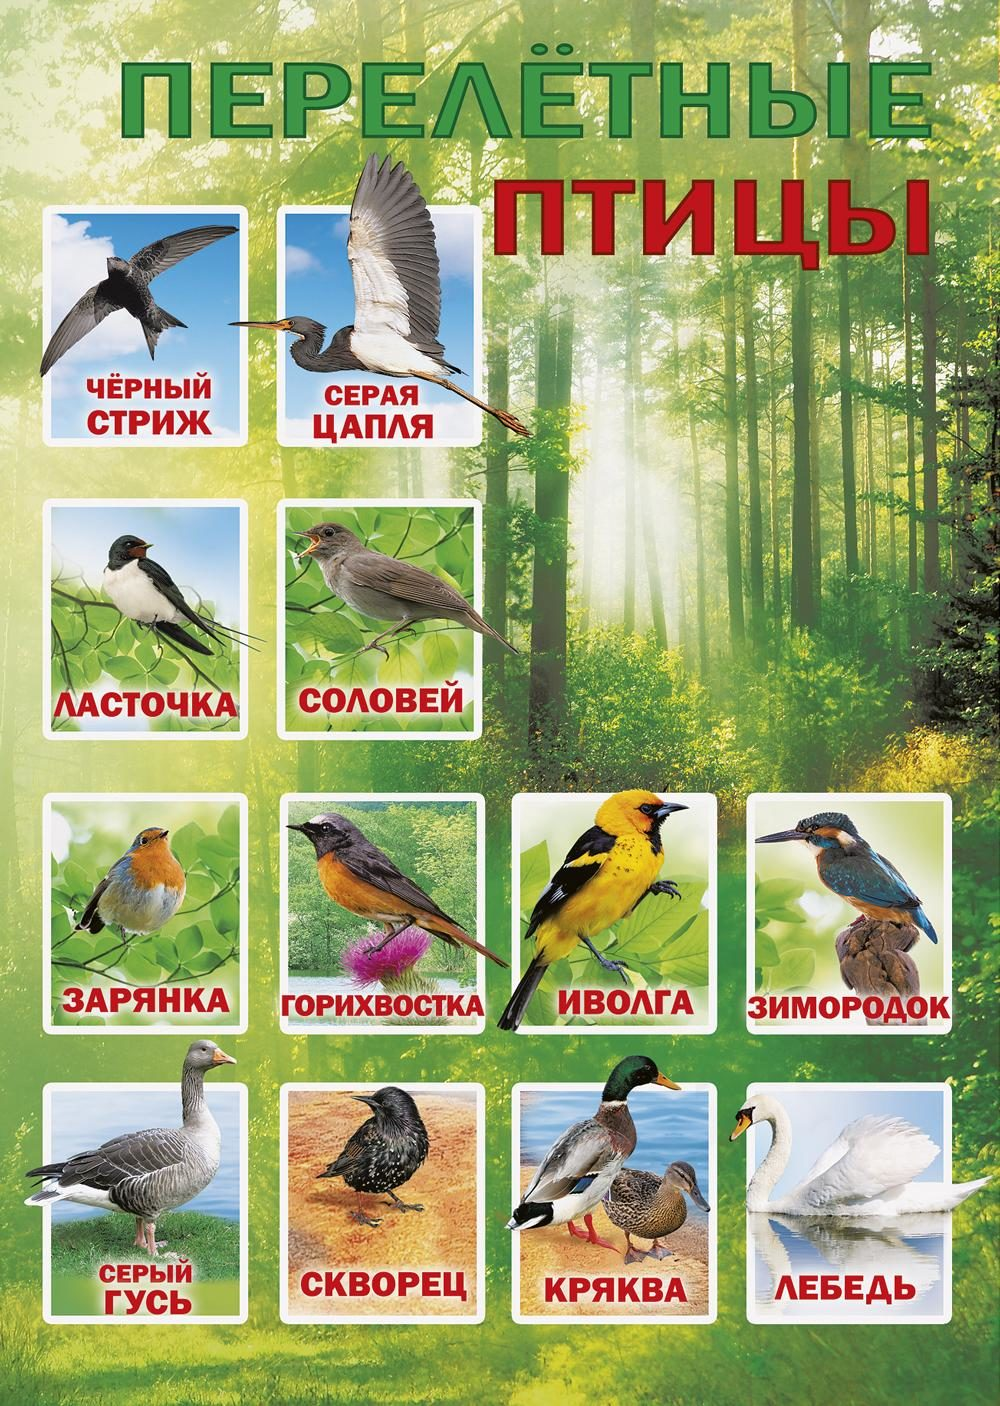 ПЕРЕЛЁТНЫЕ
ПТИЦЫ
ЧЁРНЫЙ
СТРИЖ
СЕРАЯ
ЦАПЛЯ
ЛАСТОЧКА
СОЛОВЕЙ
ЗАРЯНКА
ГОРИХВОСТКА
ИВОЛГА
ЗИМОРОДОК
СЕРЫЙ
ГУСЬ
СКВОРЕЦ
КРЯКВА
ЛЕБЕДЬ